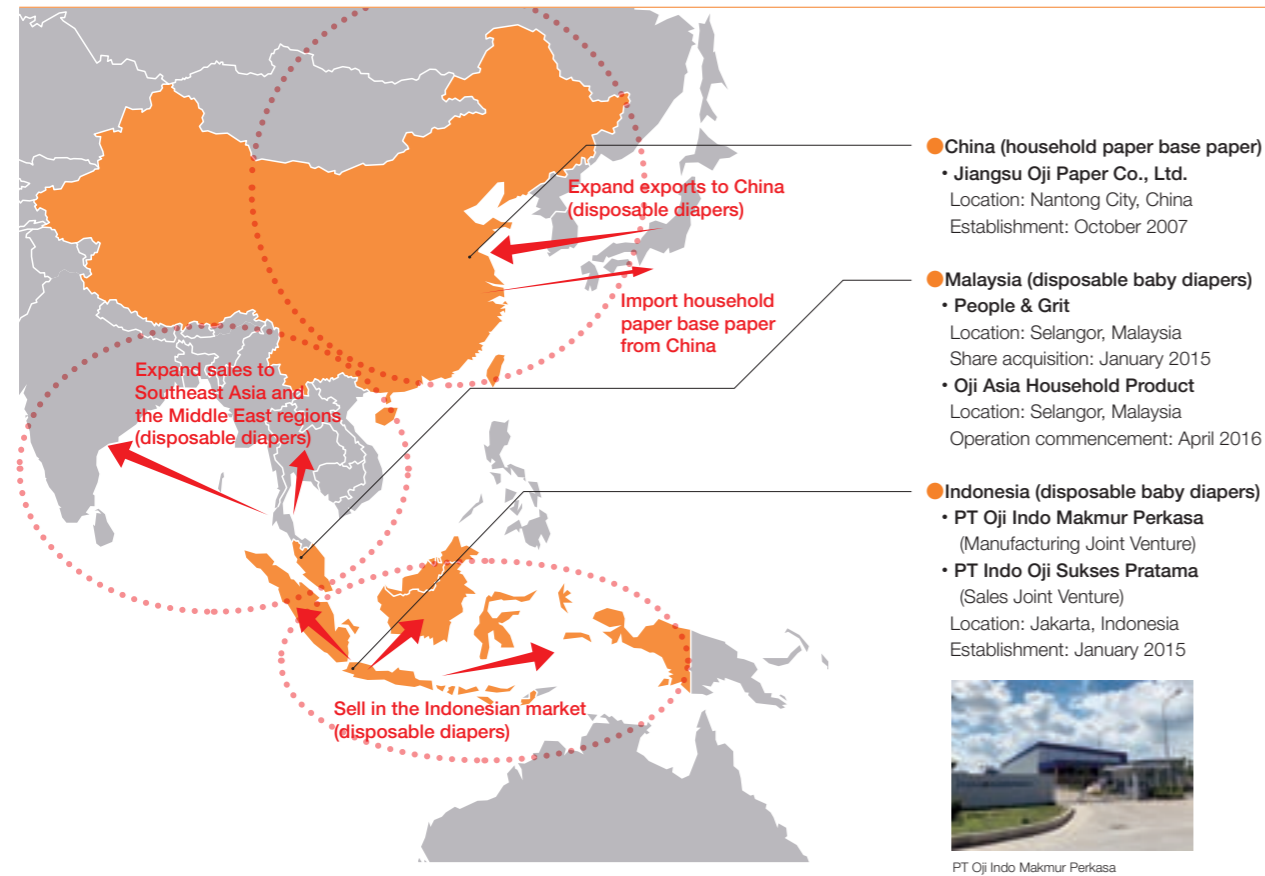 Expand exports to China
(disposable diapers)
Import household
paper base paper
from China
Expand sales to
Southeast Asia and
the Middle East regions
(disposable diapers)
Sell in the Indonesian market
(disposable diapers)
China (household paper base paper)
• Jiangsu Oji Paper Co., Ltd.
Location: Nantong City, China
Establishment: October 2007
Malaysia (disposable baby diapers)
• People & Grit
Location: Selangor, Malaysia
Share acquisition: January 2015
• Oji Asia Household Product
Location: Selangor, Malaysia
Operation commencement: April 2016
Indonesia (disposable baby diapers)
• PT Oji Indo Makmur Perkasa
(Manufacturing Joint Venture)
• PT Indo Oji Sukses Pratama
(Sales Joint Venture)
Location: Jakarta, Indonesia
Establishment: January 2015
PT Oji Indo Makmur Perkasa